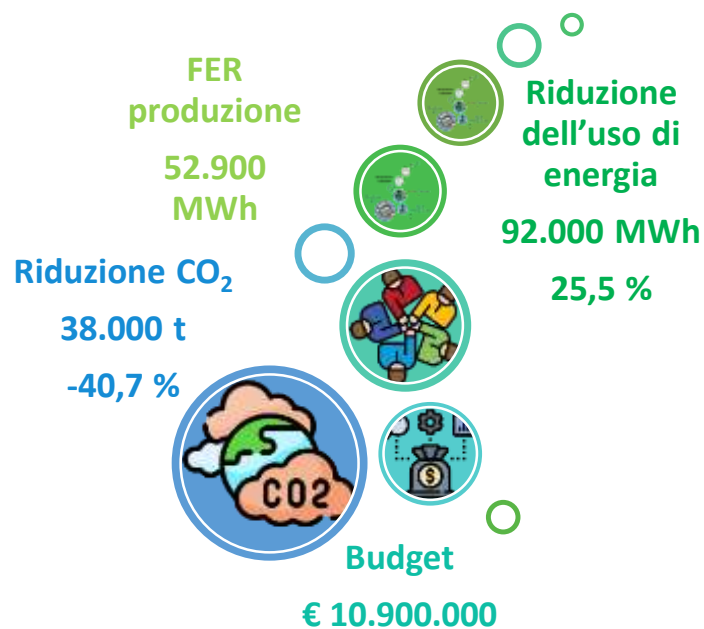 FER
produzione
52.900
MWh
Riduzione
dell’uso di
energia
92.000 MWh
25,5 %
Riduzione CO₂
38.000 t
-40,7 %
CO2
$
Budget
€ 10.900.000